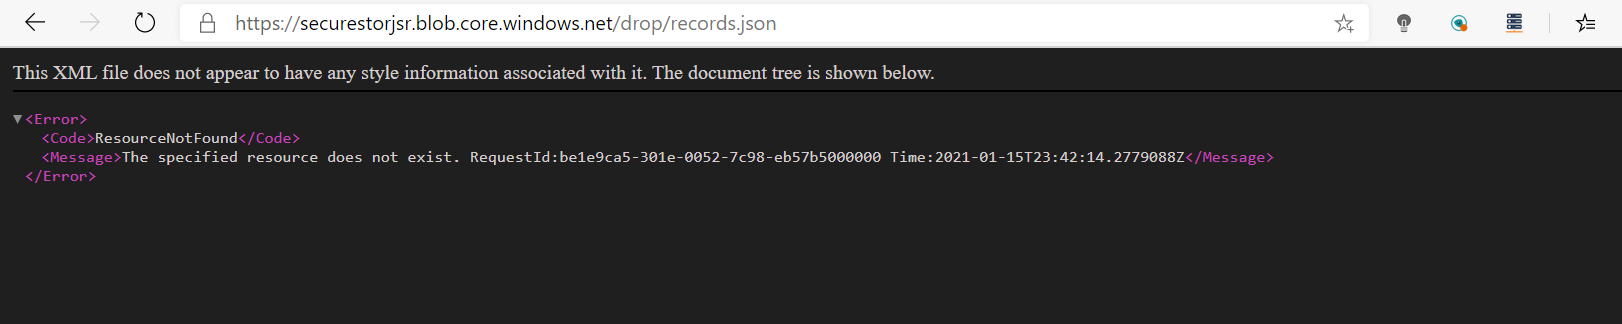 https://securestorjsr.blob.core.windows.net/drop/records.json
This XML file does not appear to have any style information associated with it. The document tree is shown below.
<Error>
<Code>ResourceNotFound</Code>
<Message>The specified resource does not exist. RequestId:be1e9ca5-301e-0052-7c98-eb57b5000000 Time:2021-01-15T23:42:14.2779088Z</Message>
</Error>